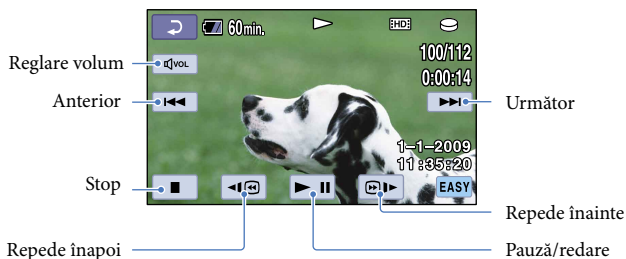 60min.
HD
100/112
Reglare volum
VOL
0:00:14
Anterior
Următor
1-1-2009
11:35:20
Stop
EASY
Repede înainte
Repede înapoi
Pauză/redare